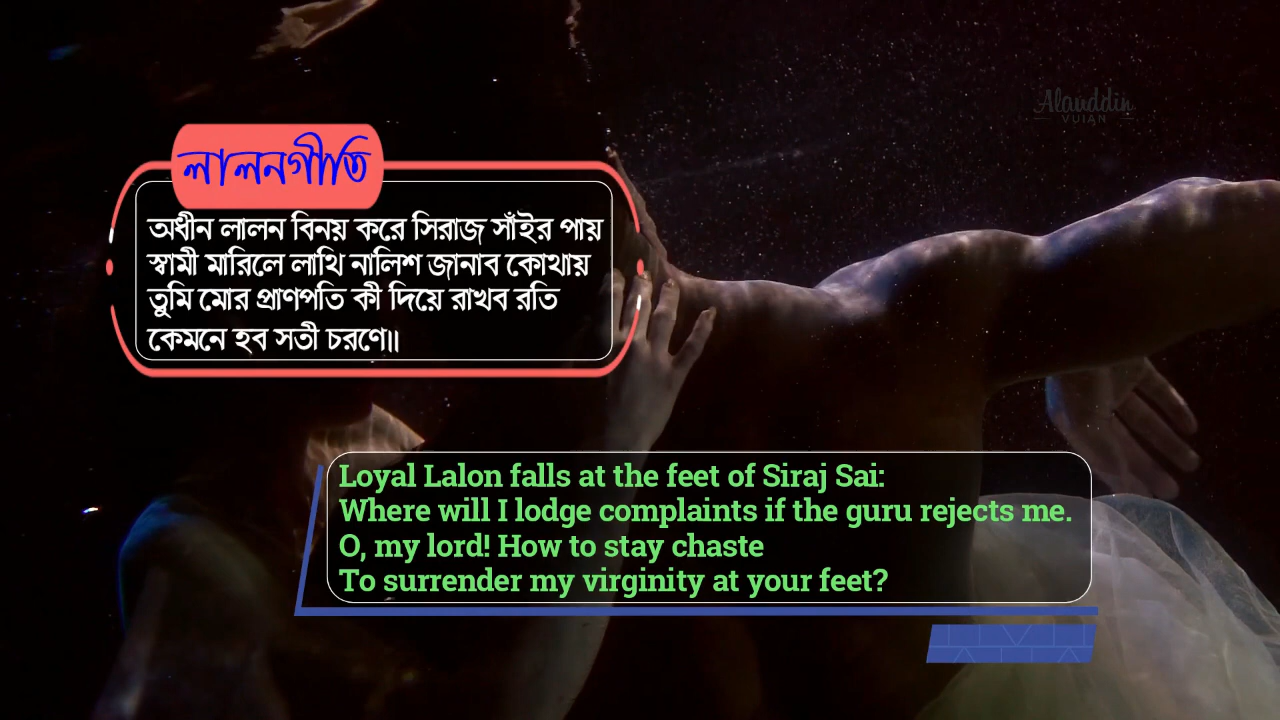 Alauddin
VUIAN
লালনগীতি
অধীন লালন বিনয় করে সিরাজ সাঁইর পায়
স্বামী মারিলে লাথি নালিশ জানাব কোথায়
তুমি মোর প্রাণপতি কী দিয়ে রাখব রতি
কেমনে হব সতী চরণে॥
Loyal Lalon falls at the feet of Siraj Sai:
Where will I lodge complaints if the guru rejects me.
O, my lord! How to stay chaste
To surrender my virginity at your feet?